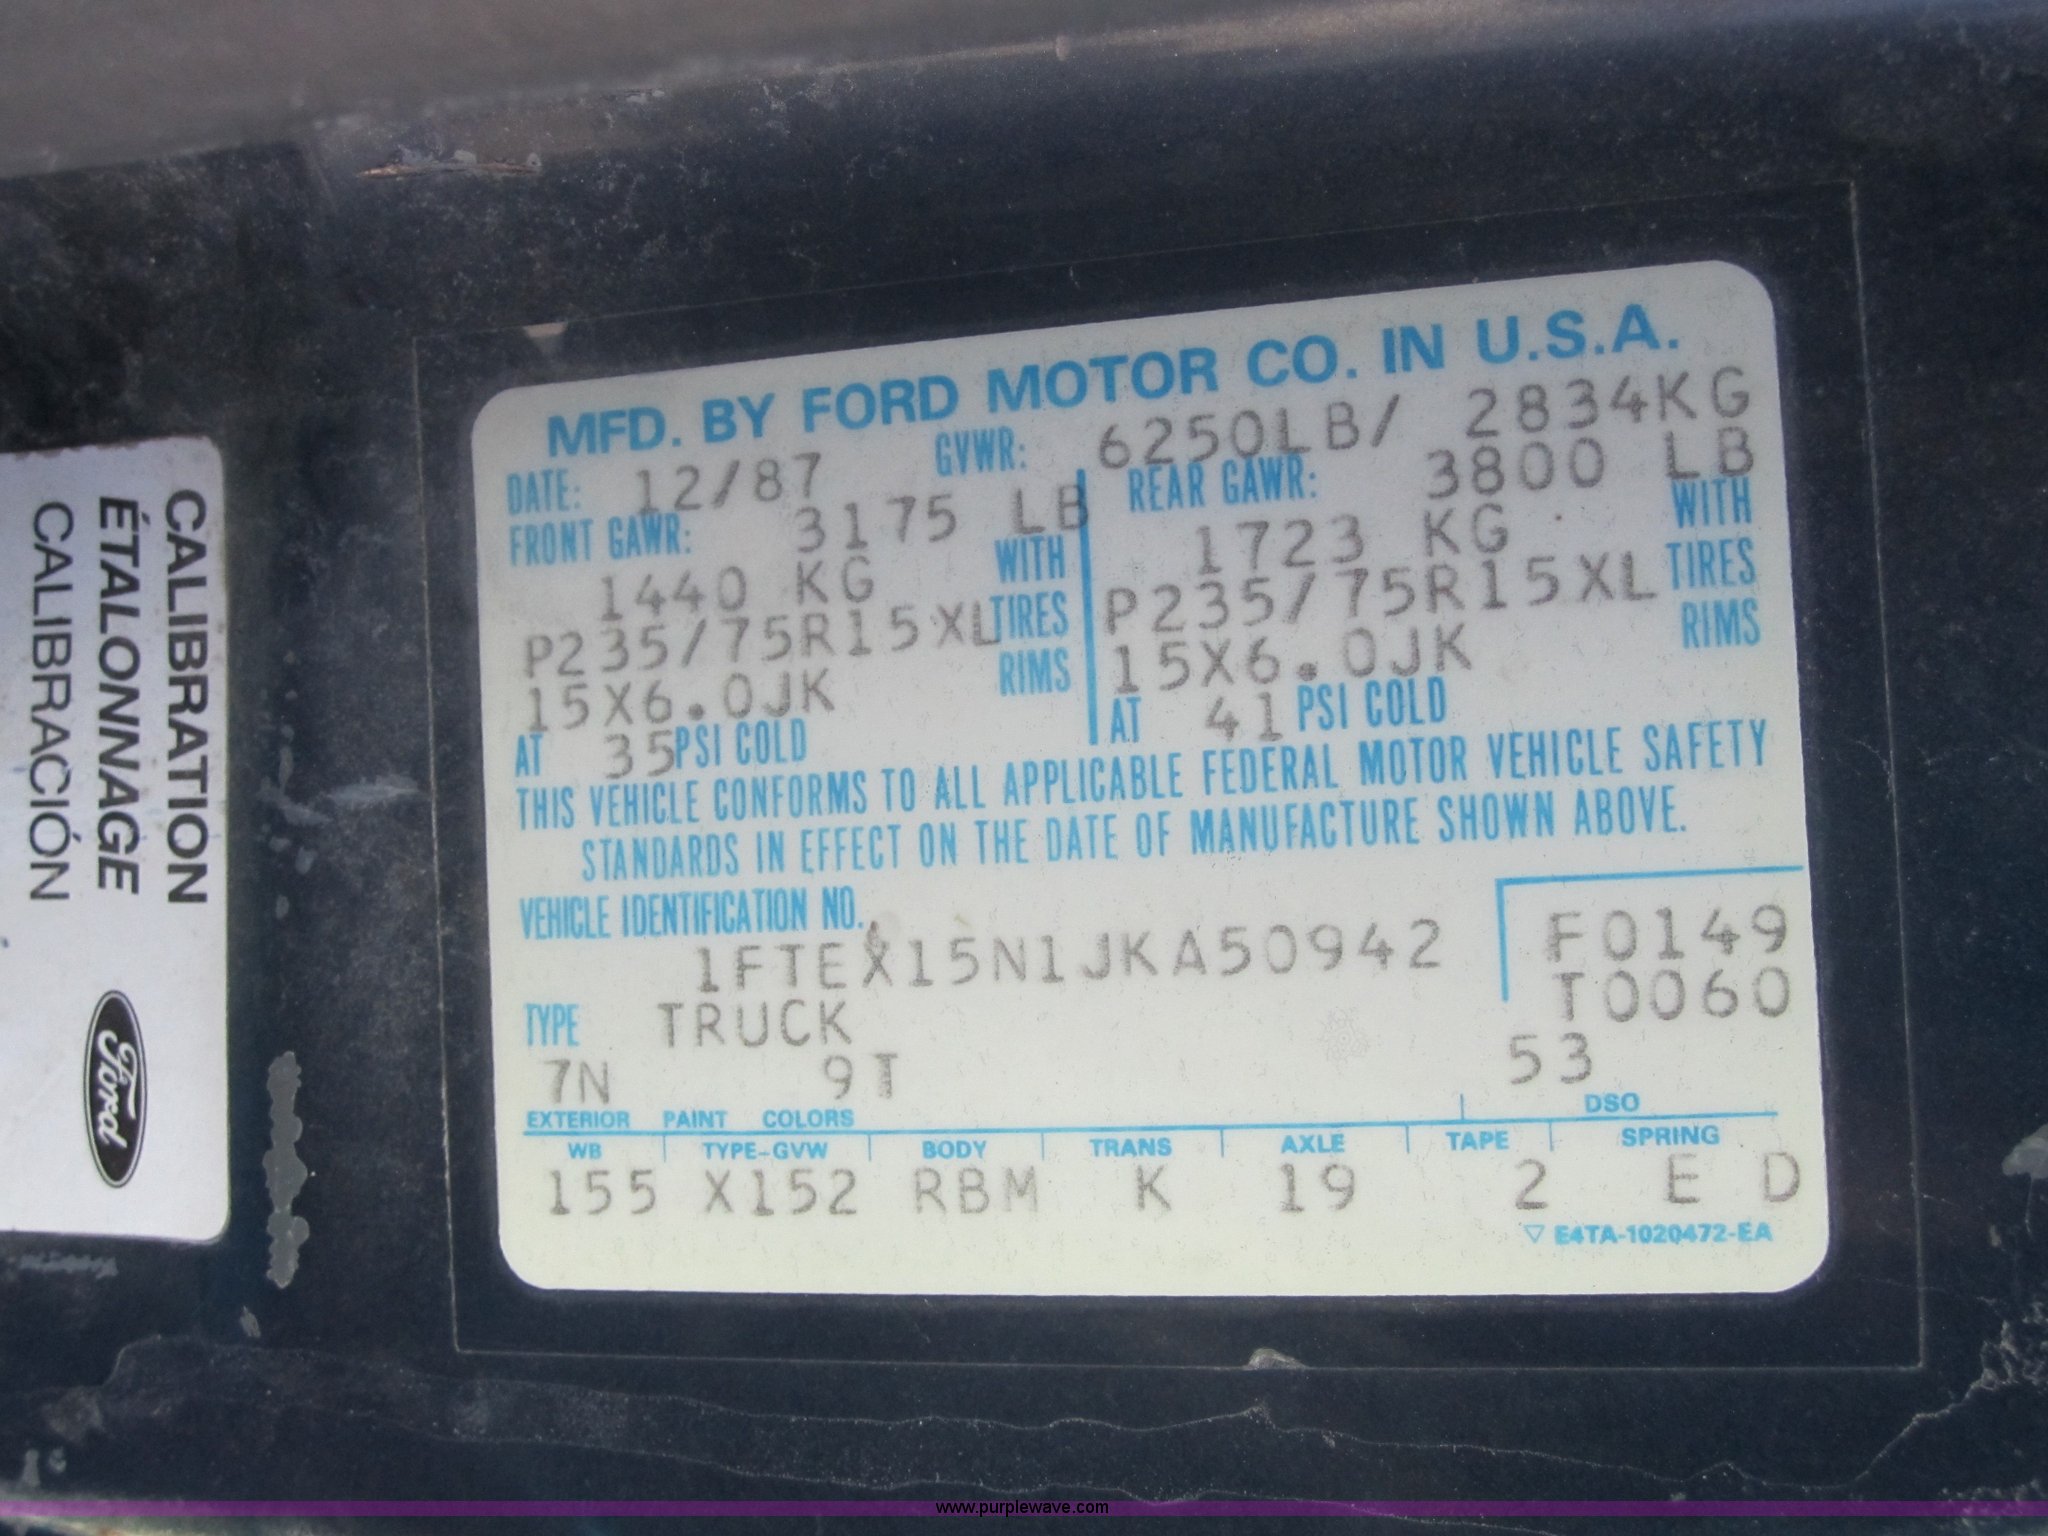 MFD. BY FORD MOTOR CO. IN U.S.A.
DATE: 12/87 GVWR: 6250LB/ 2834KG
FRONT GAWR: 3175 LB REAR GAWR: 3800 LB
1440 KG WITH 1723 KG WITH
P235/75R15XL TIRES P235/75R15XL TIRES
15X6.0JK RIMS 15X6.0JK RIMS
AT 35 PSI COLD AT 41 PSI COLD
THIS VEHICLE CONFORMS TO ALL APPLICABLE FEDERAL MOTOR VEHICLE SAFETY
STANDARDS IN EFFECT ON THE DATE OF MANUFACTURE SHOWN ABOVE.
VEHICLE IDENTIFICATION NO.
1FTEX15N1JKA50942 F0149
TYPE TRUCK T0060
7N 9T 53
EXTERIOR PAINT COLORS DSO
WB TYPE-GVW BODY TRANS AXLE TAPE SPRING
155 X152 RBM K 19 2 E D
▽ E4TA-1020472-EA
CALIBRATION
ÉTALONNAGE
CALIBRACIÓN
Ford
www.purplewave.com